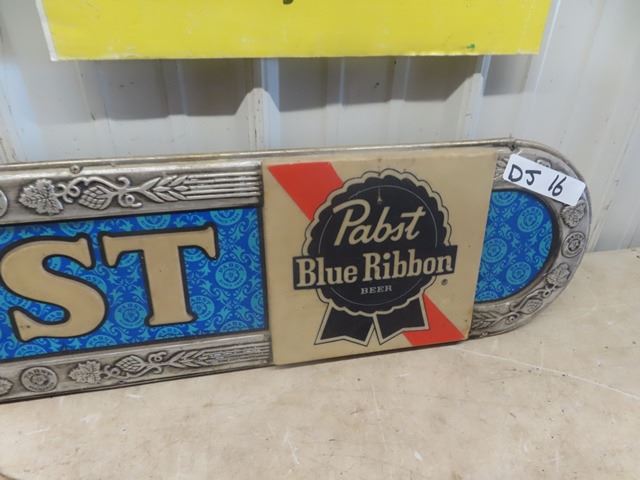 ST
Pabst
Blue Ribbon
BEER
®
DJ 16